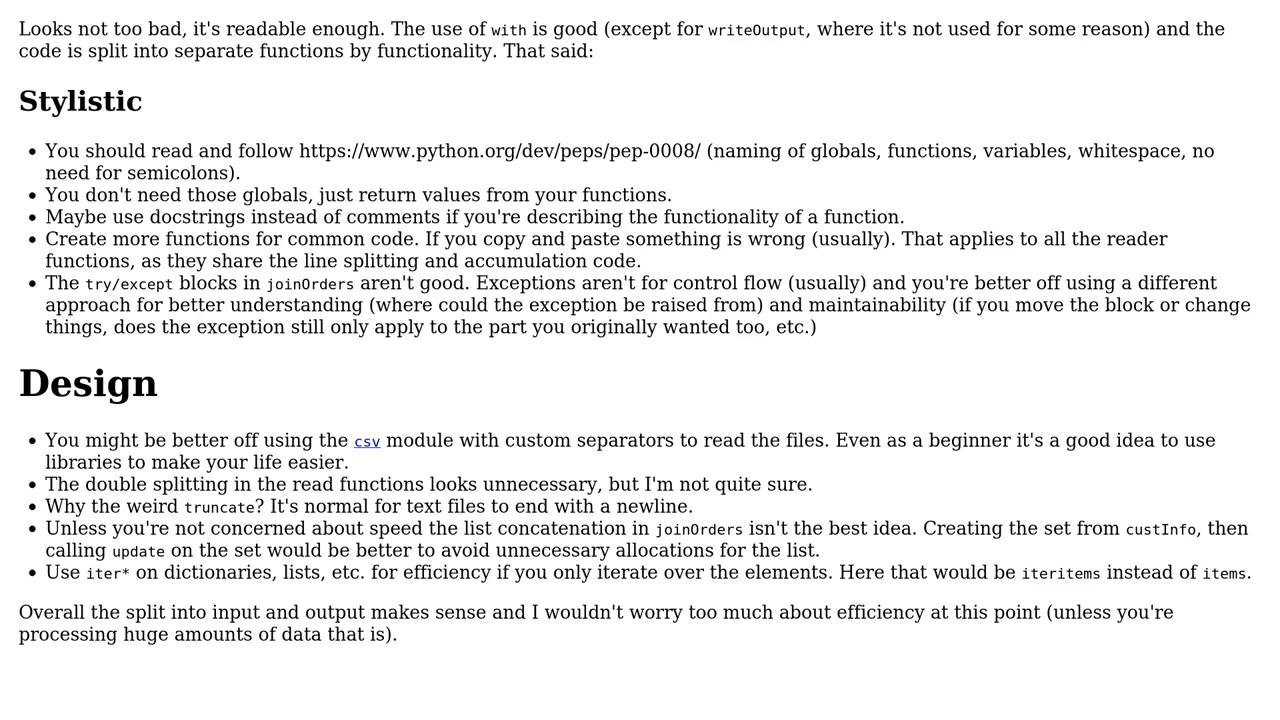 Looks not too bad, it's readable enough. The use of with is good (except for writeOutput, where it's not used for some reason) and the
code is split into separate functions by functionality. That said:
Stylistic
• You should read and follow https://www.python.org/dev/peps/pep-0008/ (naming of globals, functions, variables, whitespace, no
need for semicolons).
• You don't need those globals, just return values from your functions.
• Maybe use docstrings instead of comments if you're describing the functionality of a function.
• Create more functions for common code. If you copy and paste something is wrong (usually). That applies to all the reader
functions, as they share the line splitting and accumulation code.
• The try/except blocks in joinOrders aren't good. Exceptions aren't for control flow (usually) and you're better off using a different
approach for better understanding (where could the exception be raised from) and maintainability (if you move the block or change
things, does the exception still only apply to the part you originally wanted too, etc.)
Design
• You might be better off using the csv module with custom separators to read the files. Even as a beginner it's a good idea to use
libraries to make your life easier.
• The double splitting in the read functions looks unnecessary, but I'm not quite sure.
• Why the weird truncate? It's normal for text files to end with a newline.
• Unless you're not concerned about speed the list concatenation in joinOrders isn't the best idea. Creating the set from custInfo, then
calling update on the set would be better to avoid unnecessary allocations for the list.
• Use iter* on dictionaries, lists, etc. for efficiency if you only iterate over the elements. Here that would be iteritems instead of items.
Overall the split into input and output makes sense and I wouldn't worry too much about efficiency at this point (unless you're
processing huge amounts of data that is).